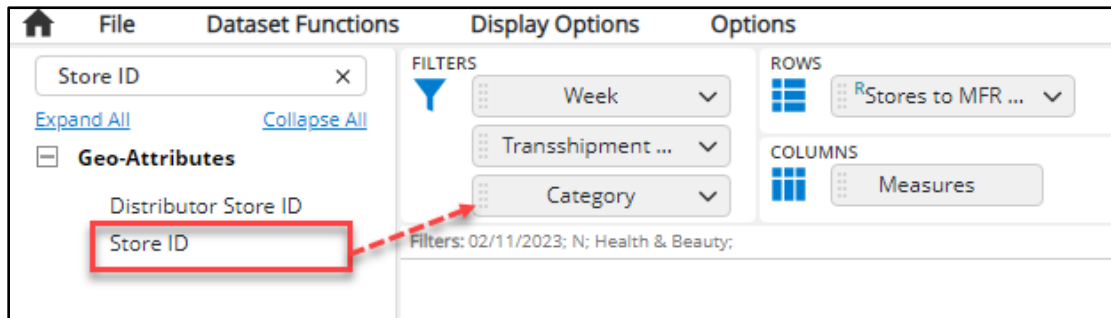 File Dataset Functions Display Options Options
Store ID ×
Expand All Collapse All
Geo-Attributes
Distributor Store ID
Store ID
FILTERS
Week
Transshipment ...
Category
ROWS
RStores to MFR ...
COLUMNS
Measures
Filters: 02/11/2023; N; Health & Beauty;